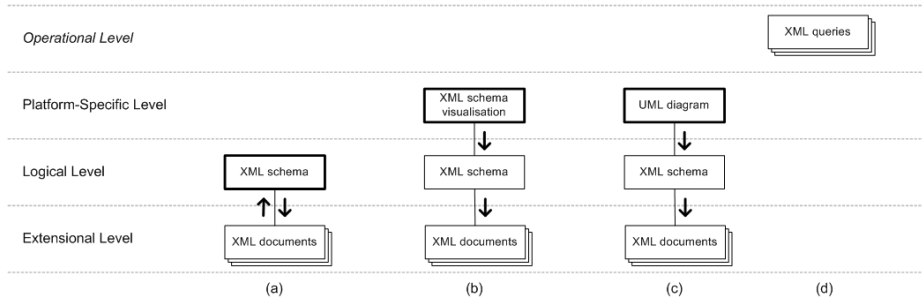 Operational Level
XML queries
Platform-Specific Level
XML schema
visualisation
UML diagram
Logical Level
XML schema
XML schema
XML schema
Extensional Level
XML documents
XML documents
XML documents
(a)
(b)
(c)
(d)